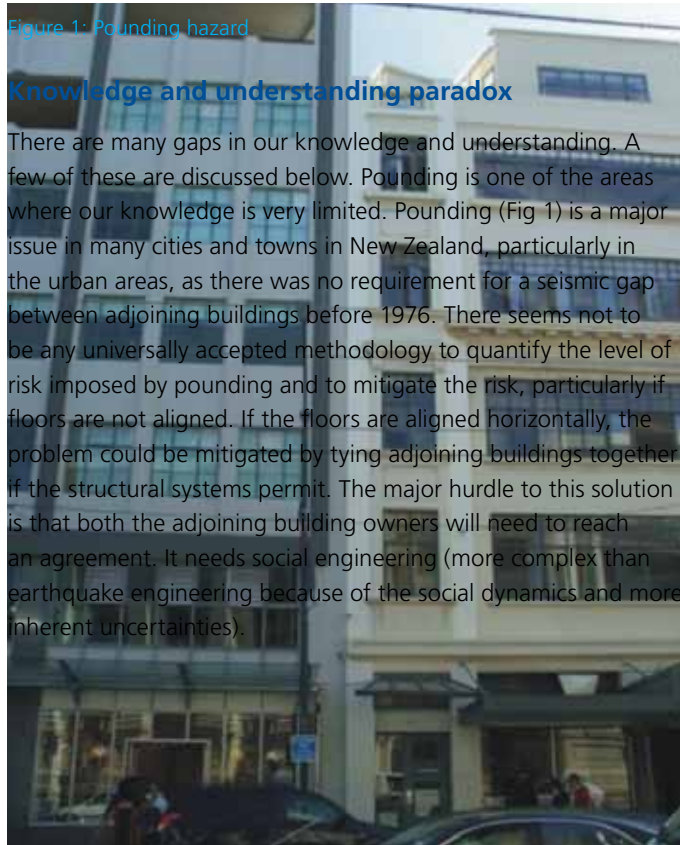 Figure 1: Pounding hazard
Knowledge and understanding paradox
There are many gaps in our knowledge and understanding. A
few of these are discussed below. Pounding is one of the areas
where our knowledge is very limited. Pounding (Fig 1) is a major
issue in many cities and towns in New Zealand, particularly in
the urban areas, as there was no requirement for a seismic gap
between adjoining buildings before 1976. There seems not to
be any universally accepted methodology to quantify the level of
risk imposed by pounding and to mitigate the risk, particularly if
floors are not aligned. If the floors are aligned horizontally, the
problem could be mitigated by tying adjoining buildings together
if the structural systems permit. The major hurdle to this solution
is that both the adjoining building owners will need to reach
an agreement. It needs social engineering (more complex than
earthquake engineering because of the social dynamics and more
inherent uncertainties).